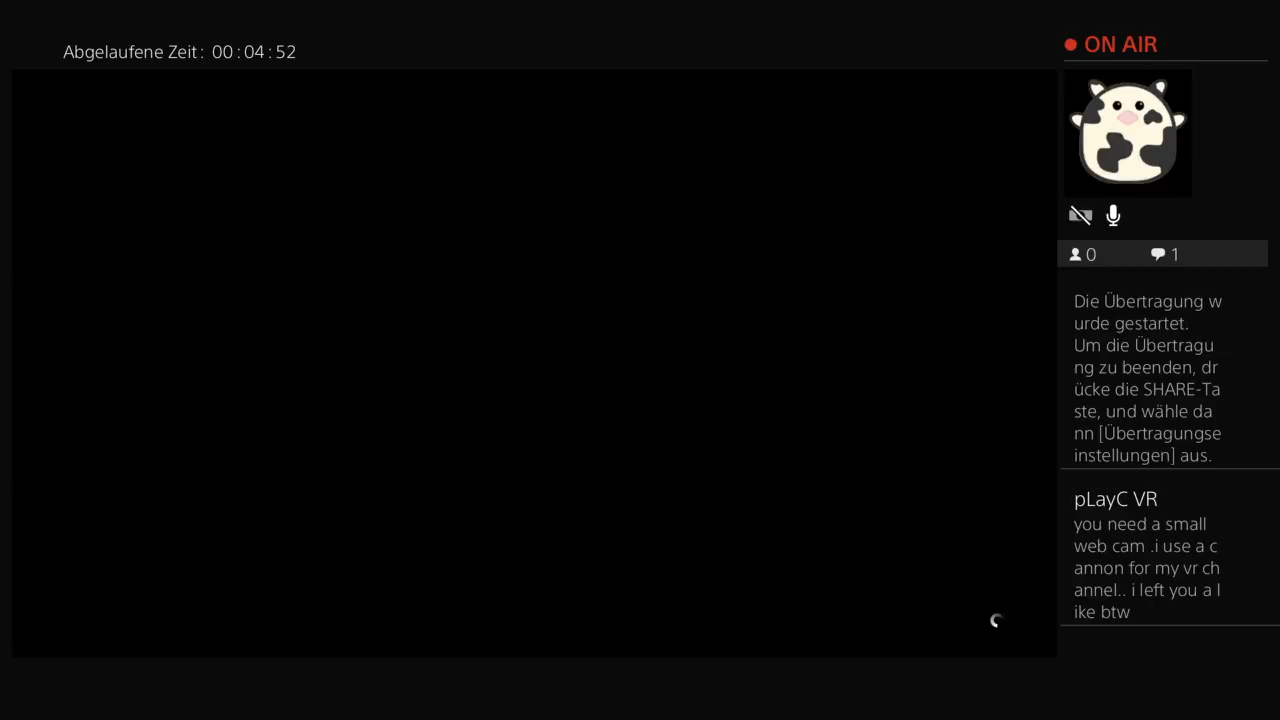 Abgelaufene Zeit: 00:04:52
ON AIR
0
1
Die Übertragung w
urde gestartet.
Um die Übertragu
ng zu beenden, dr
ücke die SHARE-Ta
ste, und wähle da
nn [Übertragungse
instellungen] aus.
pLayC VR
you need a small
web cam .i use a c
annon for my vr ch
annel.. i left you a l
ike btw